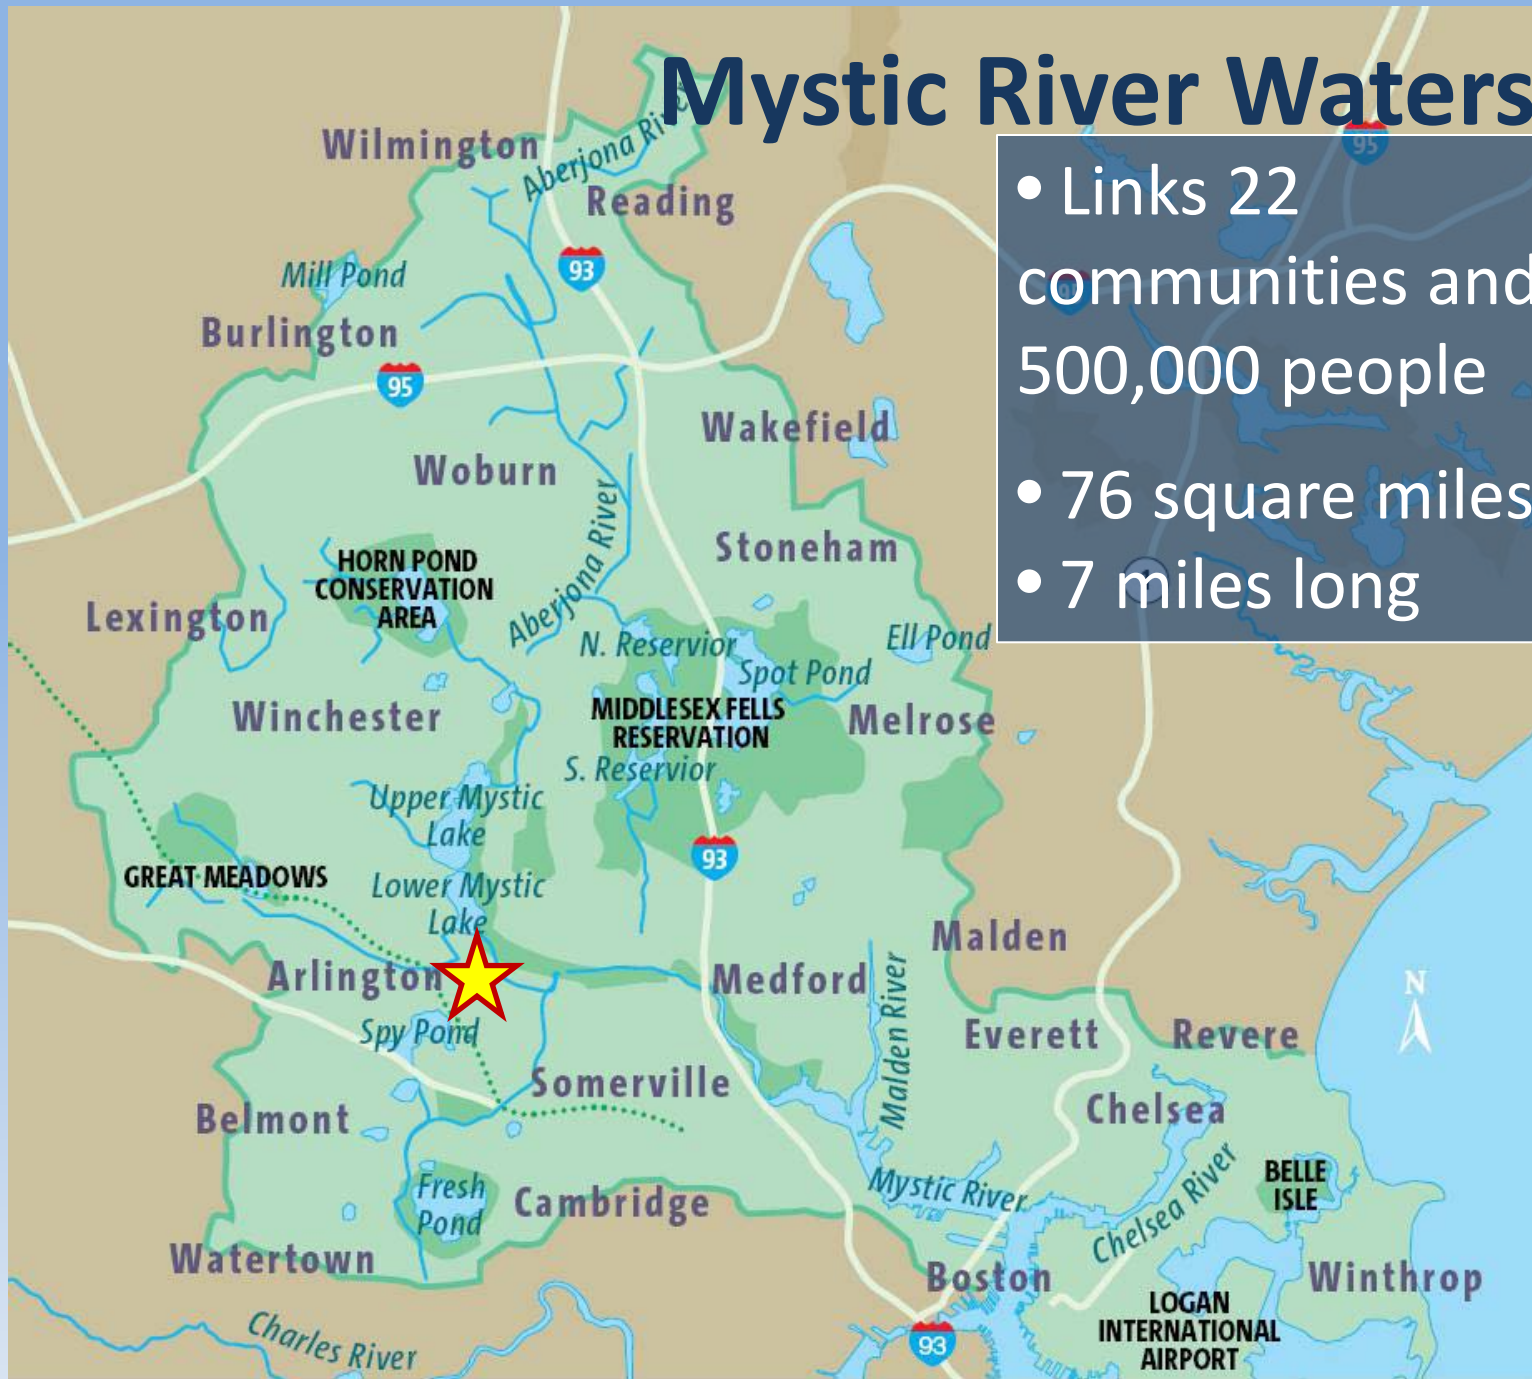 Mystic River Waters
• Links 22
communities and
500,000 people
• 76 square miles
• 7 miles long
Wilmington
Aberjona River
Reading
95
93
Mill Pond
95
Burlington
95
Wakefield
Woburn
Aberjona River
Stoneham
HORN POND
CONSERVATION
AREA
Lexington
1
N. Reservior
Ell Pond
Spot Pond
Winchester
MIDDLESEX FELLS
RESERVATION
Melrose
S. Reservior
Upper Mystic
Lake
93
GREAT MEADOWS
Lower Mystic
Lake
Malden
Arlington
Medford
Malden River
N
Spy Pond
Everett
Revere
Somerville
Belmont
Chelsea
Chelsea River
BELLE
ISLE
Fresh
Pond
Cambridge
Mystic River
Watertown
Boston
Winthrop
LOGAN
INTERNATIONAL
AIRPORT
Charles River
93